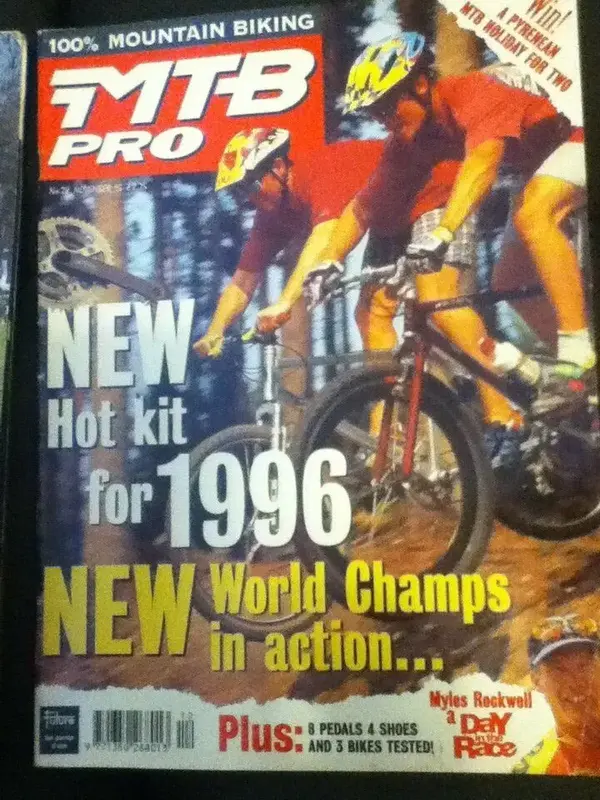 100% MOUNTAIN BIKING
MTB
PRO
Win!
A PYRENEAN
MTB HOLIDAY FOR TWO
NOVEMBER
NEW
Hot kit
for 1996
NEW World Champs
in action...
Future
Plus: 8 PEDALS 4 SHOES
AND 3 BIKES TESTED!
Myles Rockwell
a DAY
in the
Race